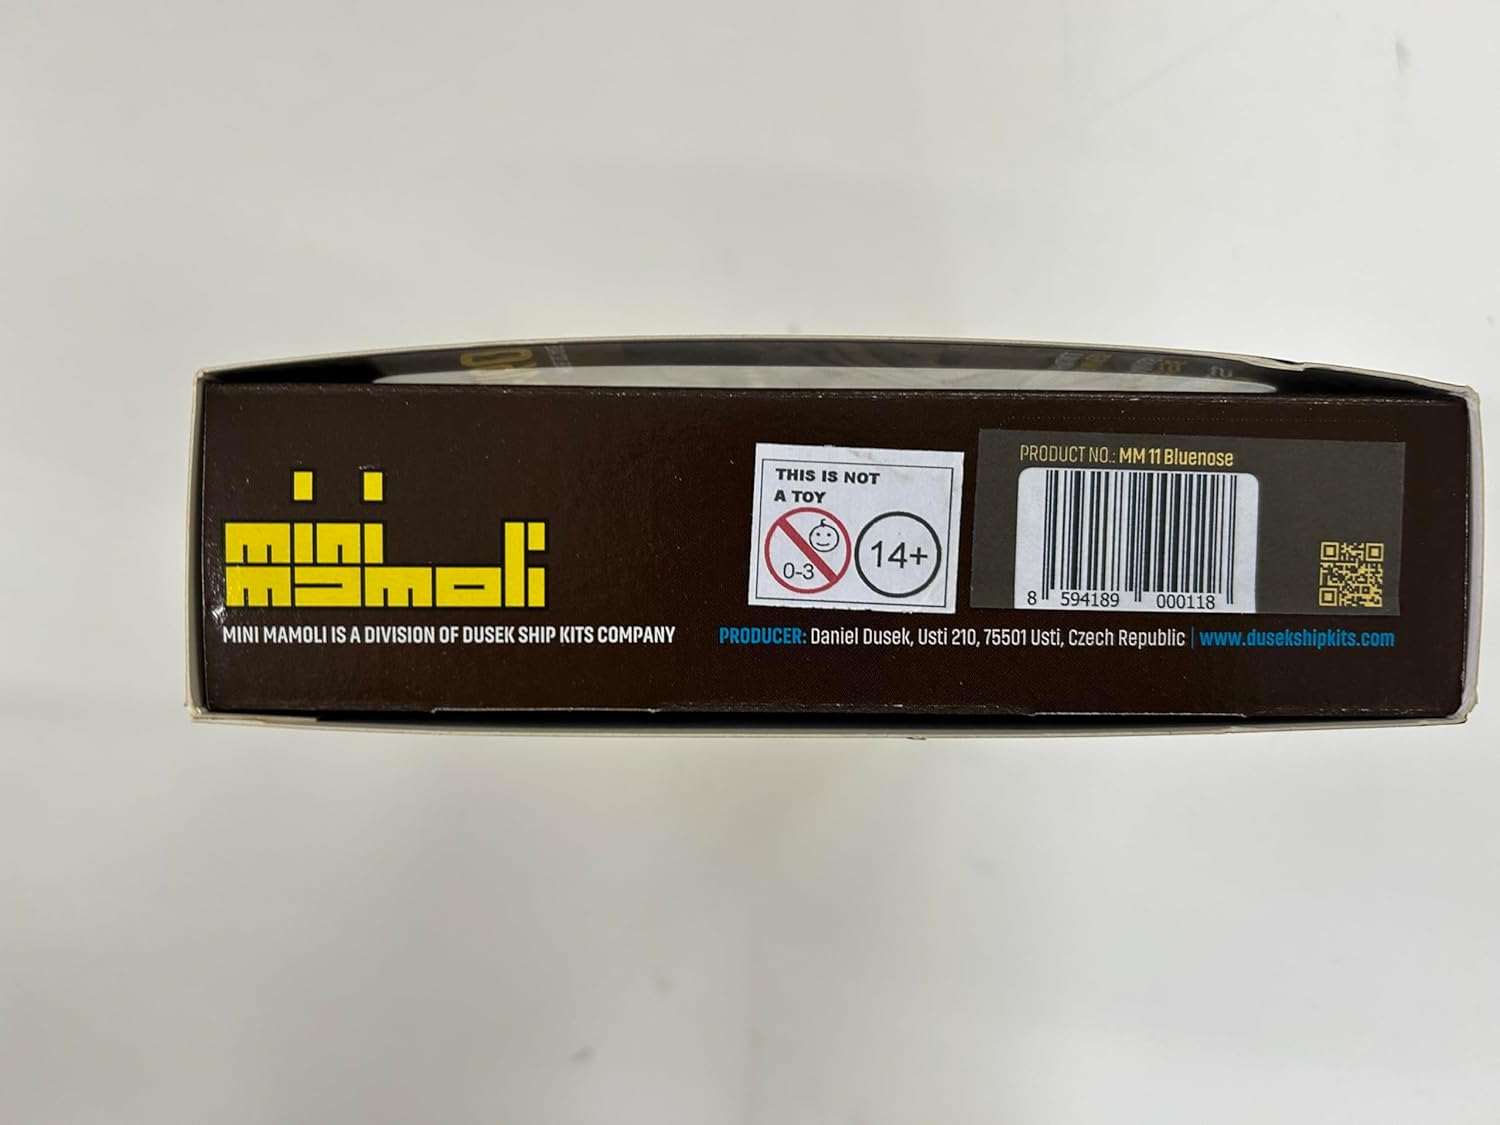 mini
mamoli
MINI MAMOLI IS A DIVISION OF DUSEK SHIP KITS COMPANY
THIS IS NOT
A TOY
0-3
14+
PRODUCT NO.: MM 11 Bluenose
8 594189 000118
PRODUCER: Daniel Dusek, Usti 210, 75501 Usti, Czech Republic | www.dusekshipkits.com